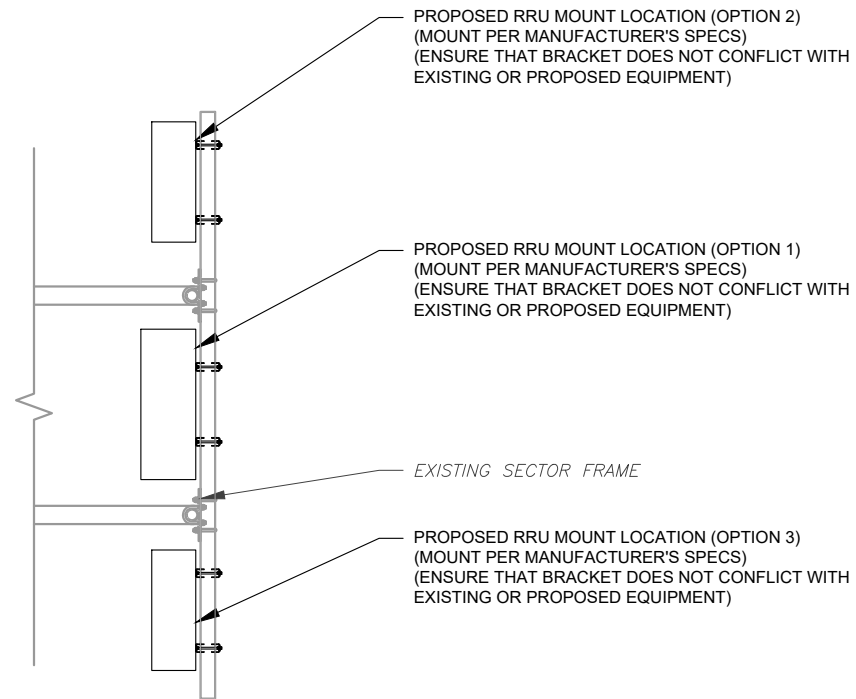 PROPOSED RRU MOUNT LOCATION (OPTION 2)
(MOUNT PER MANUFACTURER'S SPECS)
(ENSURE THAT BRACKET DOES NOT CONFLICT WITH
EXISTING OR PROPOSED EQUIPMENT)
PROPOSED RRU MOUNT LOCATION (OPTION 1)
(MOUNT PER MANUFACTURER'S SPECS)
(ENSURE THAT BRACKET DOES NOT CONFLICT WITH
EXISTING OR PROPOSED EQUIPMENT)
EXISTING SECTOR FRAME
PROPOSED RRU MOUNT LOCATION (OPTION 3)
(MOUNT PER MANUFACTURER'S SPECS)
(ENSURE THAT BRACKET DOES NOT CONFLICT WITH
EXISTING OR PROPOSED EQUIPMENT)